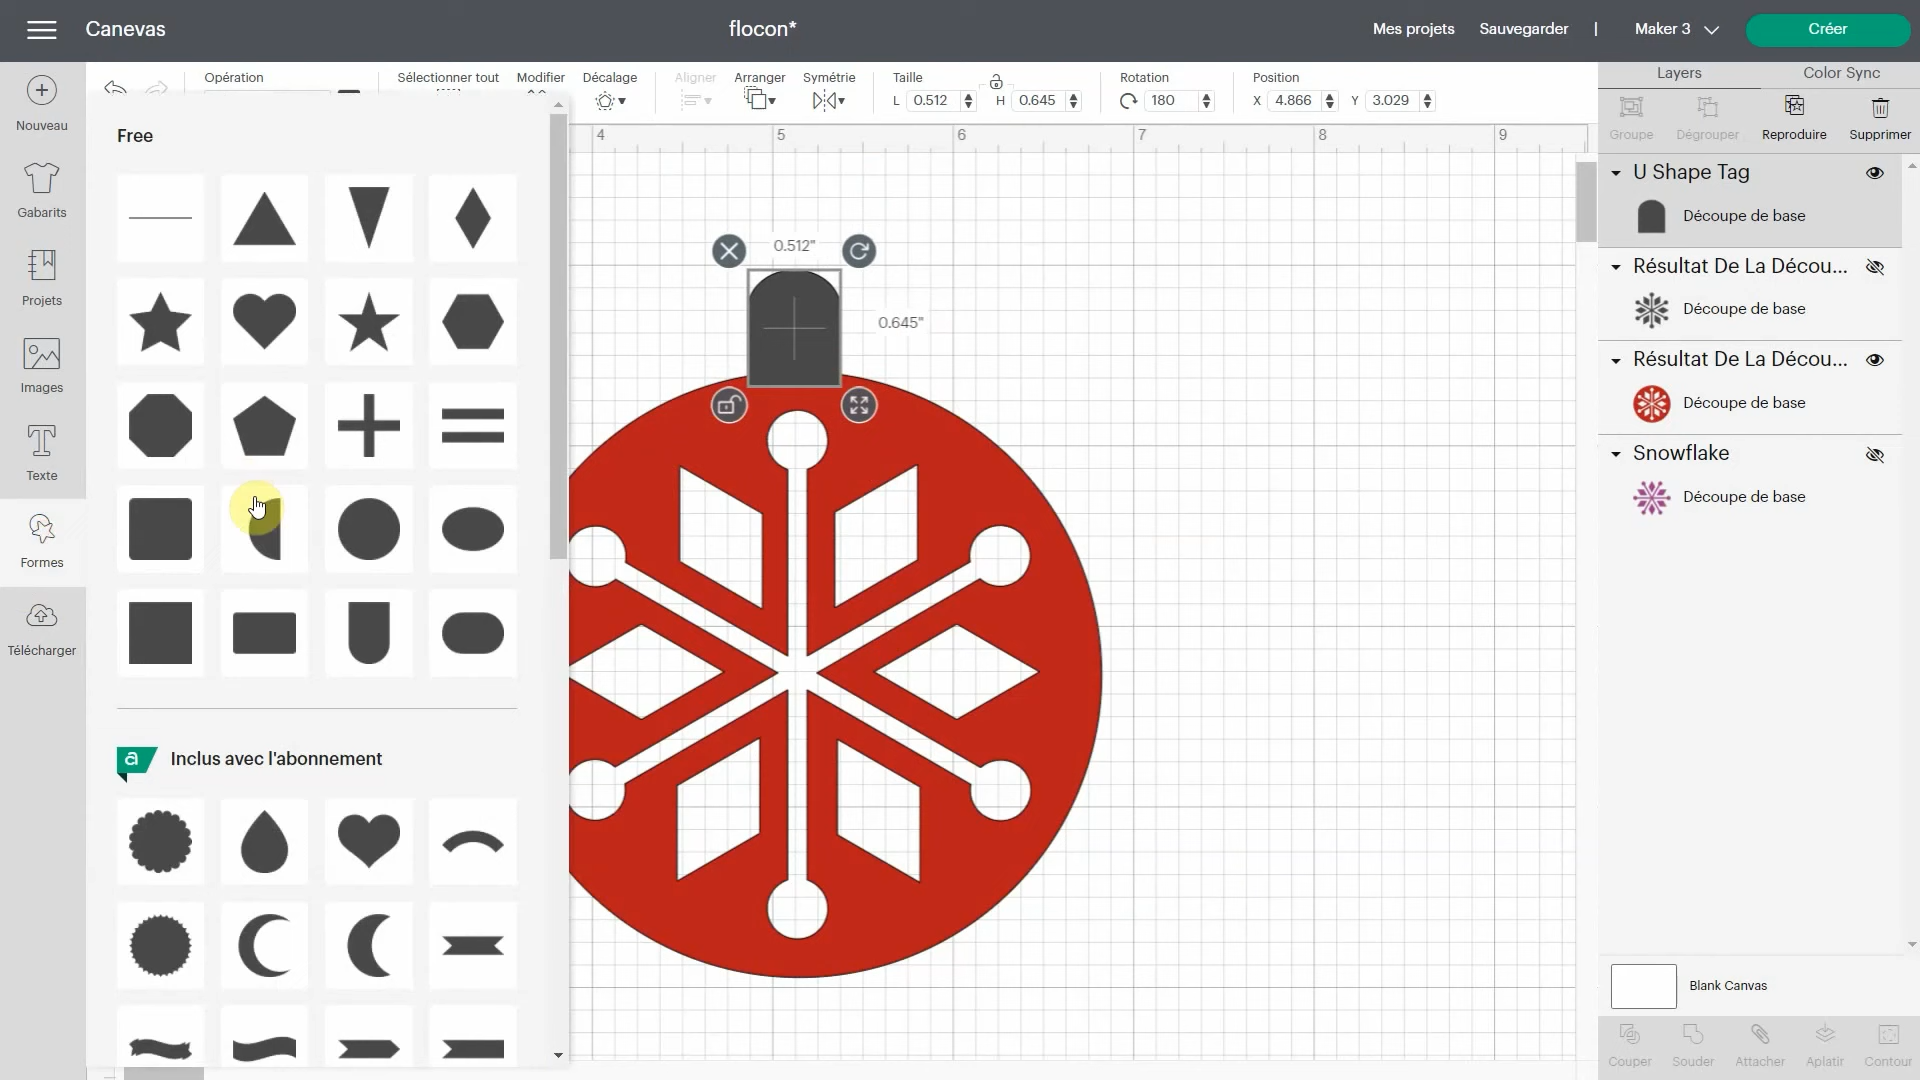 Canevas
flocon*
Mes projets
Sauvegarder
|
Maker 3
Créer
Nouveau
Gabarits
Projets
Images
Texte
Formes
Télécharger
Opération
Sélectionner tout
Modifier
Décalage
Aligner
Arranger
Symétrie
Taille
L 0.512
H 0.645
Rotation
180
Position
X 4.866
Y 3.029
Free
a Inclus avec l'abonnement
4 5 6 7 8 9
0.512"
0.645"
Layers
Color Sync
Groupe
Dégrouper
Reproduire
Supprimer
U Shape Tag
Découpe de base
Résultat De La Décou...
Découpe de base
Résultat De La Décou...
Découpe de base
Snowflake
Découpe de base
Blank Canvas
Couper
Souder
Attacher
Aplatir
Contour